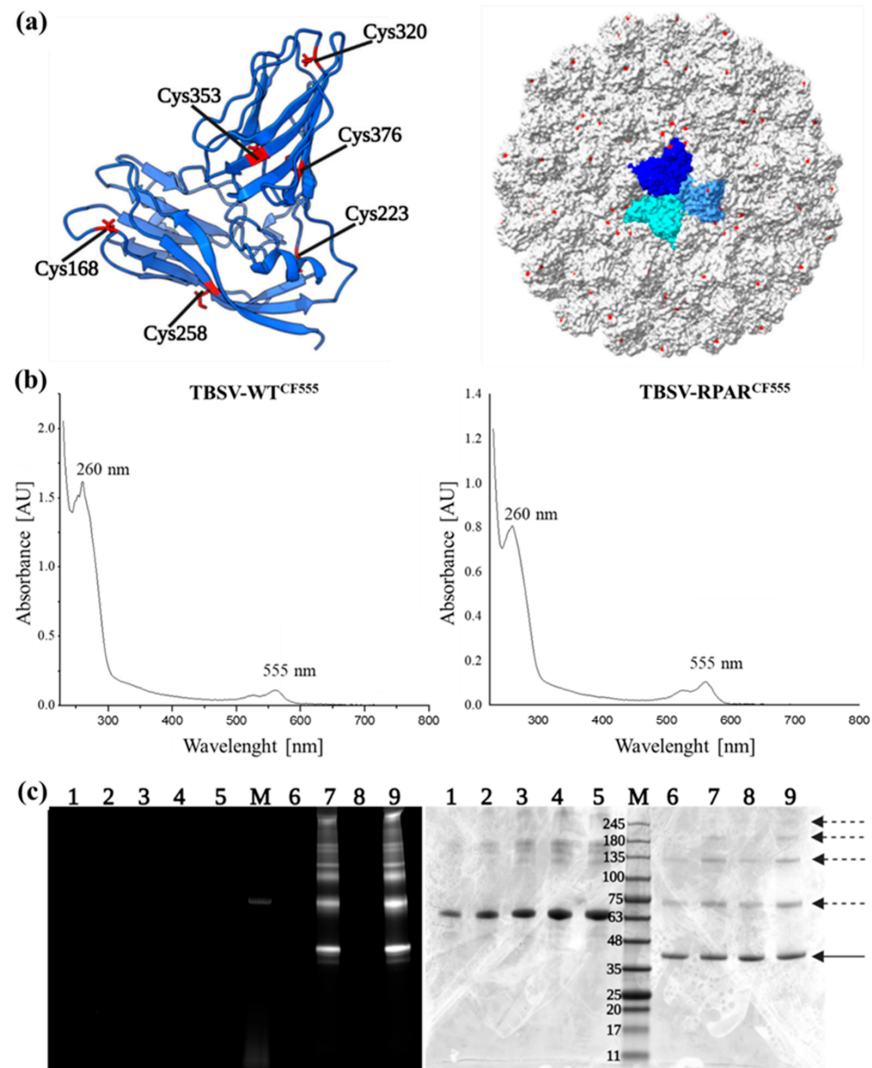 (a)
Cys320
Cys353
Cys376
Cys223
Cys168
Cys258
(b)
TBSV-WT^CF555
2.0
1.5
1.0
0.5
0.0
Absorbance [AU]
260 nm
555 nm
300 400 500 600 700 800
Wavelenght [nm]
TBSV-RPAR^CF555
1.4
1.2
1.0
0.8
0.6
0.4
0.2
0.0
Absorbance [AU]
260 nm
555 nm
300 400 500 600 700 800
Wavelenght [nm]
(c)
1 2 3 4 5 M 6 7 8 9
1 2 3 4 5 M 6 7 8 9
245
180
135
100
75
63
48
35
25
20
17
11